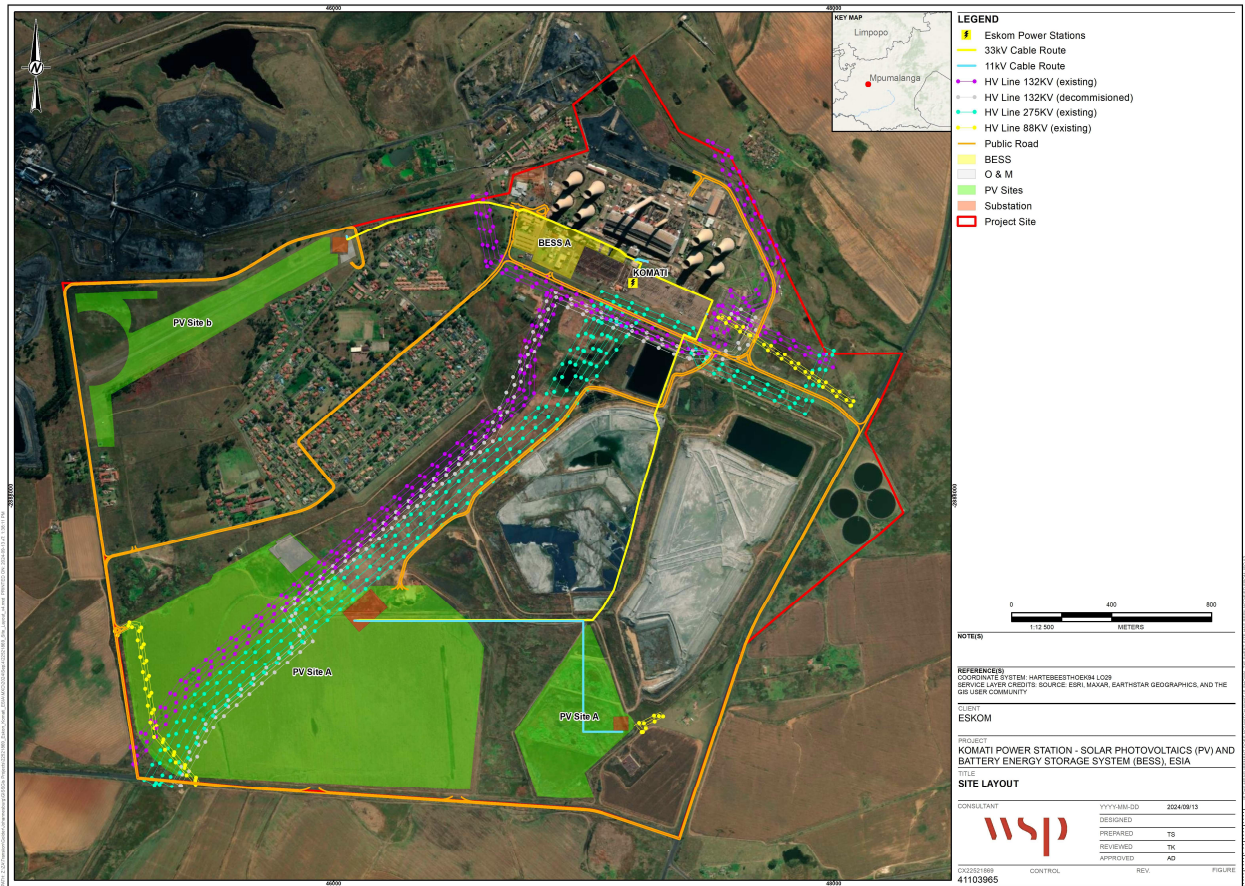 46000
48000
N
KEY MAP
Limpopo
Mpumalanga
BESS A
KOMATI
PV Site b
PV Site A
PV Site A
-2888000
-2888000
46000
48000
LEGEND
Eskom Power Stations
33kV Cable Route
11kV Cable Route
HV Line 132KV (existing)
HV Line 132KV (decommisioned)
HV Line 275KV (existing)
HV Line 88KV (existing)
Public Road
BESS
O & M
PV Sites
Substation
Project Site
0 400 800
1:12 500 METERS
NOTE(S)
REFERENCE(S)
COORDINATE SYSTEM: HARTEBEESTHOEK94 LO29
SERVICE LAYER CREDITS: SOURCE: ESRI, MAXAR, EARTHSTAR GEOGRAPHICS, AND THE
GIS USER COMMUNITY
CLIENT
ESKOM
PROJECT
KOMATI POWER STATION - SOLAR PHOTOVOLTAICS (PV) AND
BATTERY ENERGY STORAGE SYSTEM (BESS), ESIA
TITLE
SITE LAYOUT
CONSULTANT
wsp
YYYY-MM-DD 2024/09/13
DESIGNED
PREPARED TS
REVIEWED TK
APPROVED AD
CX22521869 CONTROL REV. FIGURE
41103965